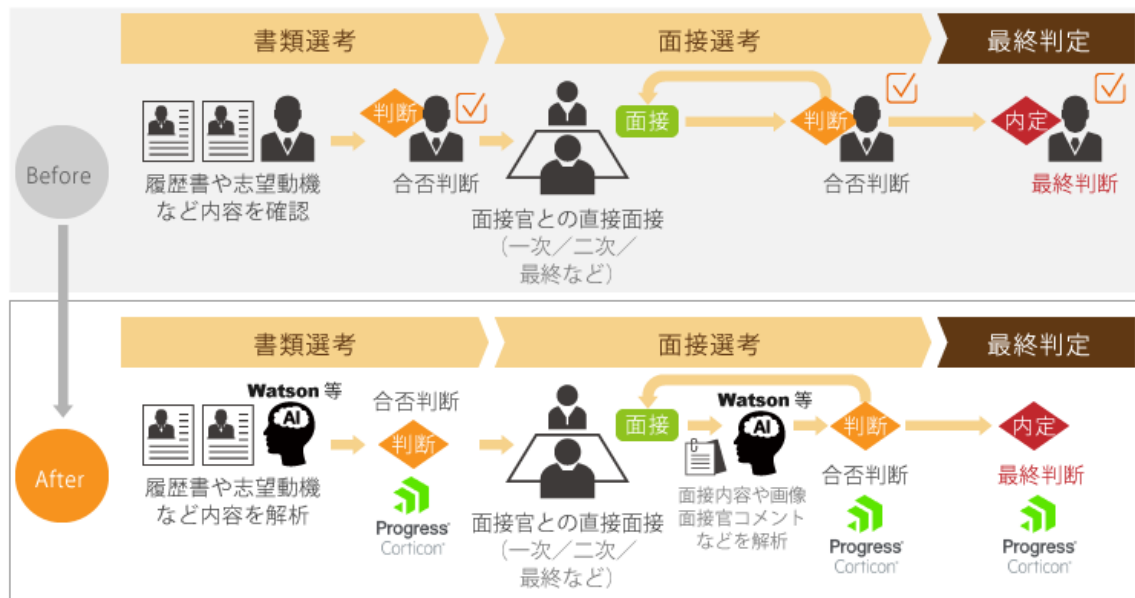 書類選考
面接選考
最終判定
Before
判断
面接
判断
内定
履歴書や志望動機
など内容を確認
合否判断
面接官との直接面接
(一次／二次／
最終など)
合否判断
最終判断
書類選考
面接選考
最終判定
After
Watson 等
AI
履歴書や志望動機
など内容を解析
合否判断
判断
Progress®
Corticon®
面接官との直接面接
(一次／二次／
最終など)
面接
Watson 等
AI
面接内容や画像
面接官コメント
などを解析
判断
合否判断
Progress®
Corticon®
内定
最終判断
Progress®
Corticon®